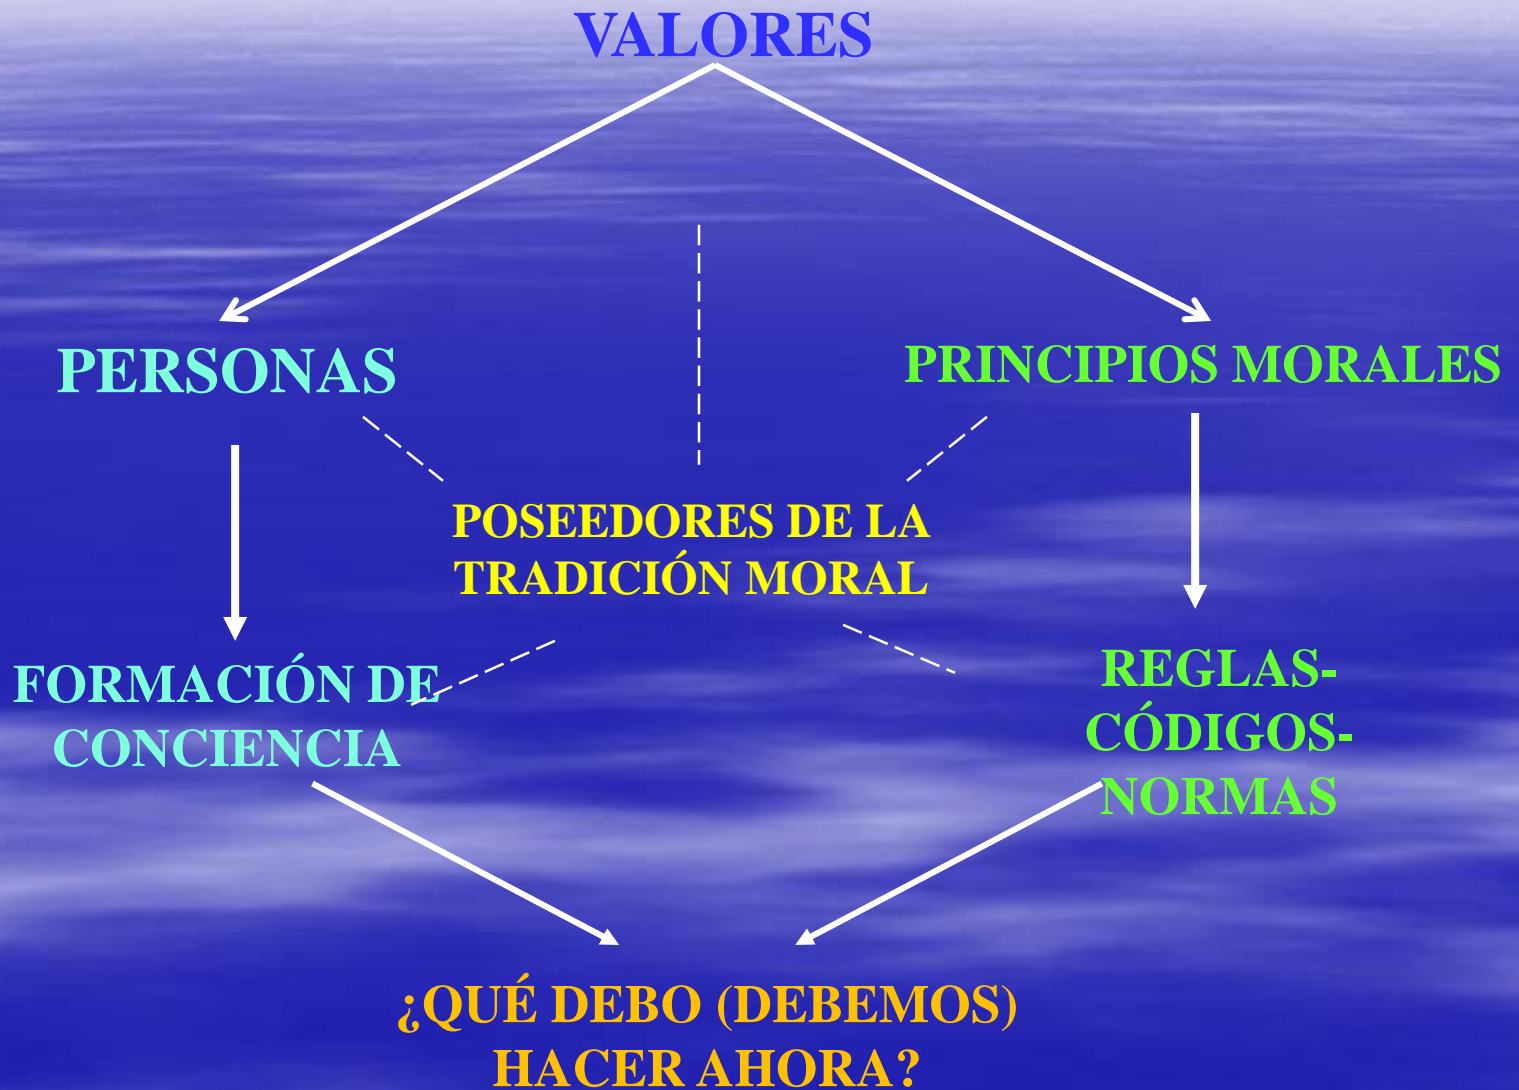 VALORES
PERSONAS
PRINCIPIOS MORALES
POSEEDORES DE LA
TRADICIÓN MORAL
FORMACIÓN DE
CONCIENCIA
REGLAS-
CÓDIGOS-
NORMAS
¿QUÉ DEBO (DEBEMOS)
HACER AHORA?